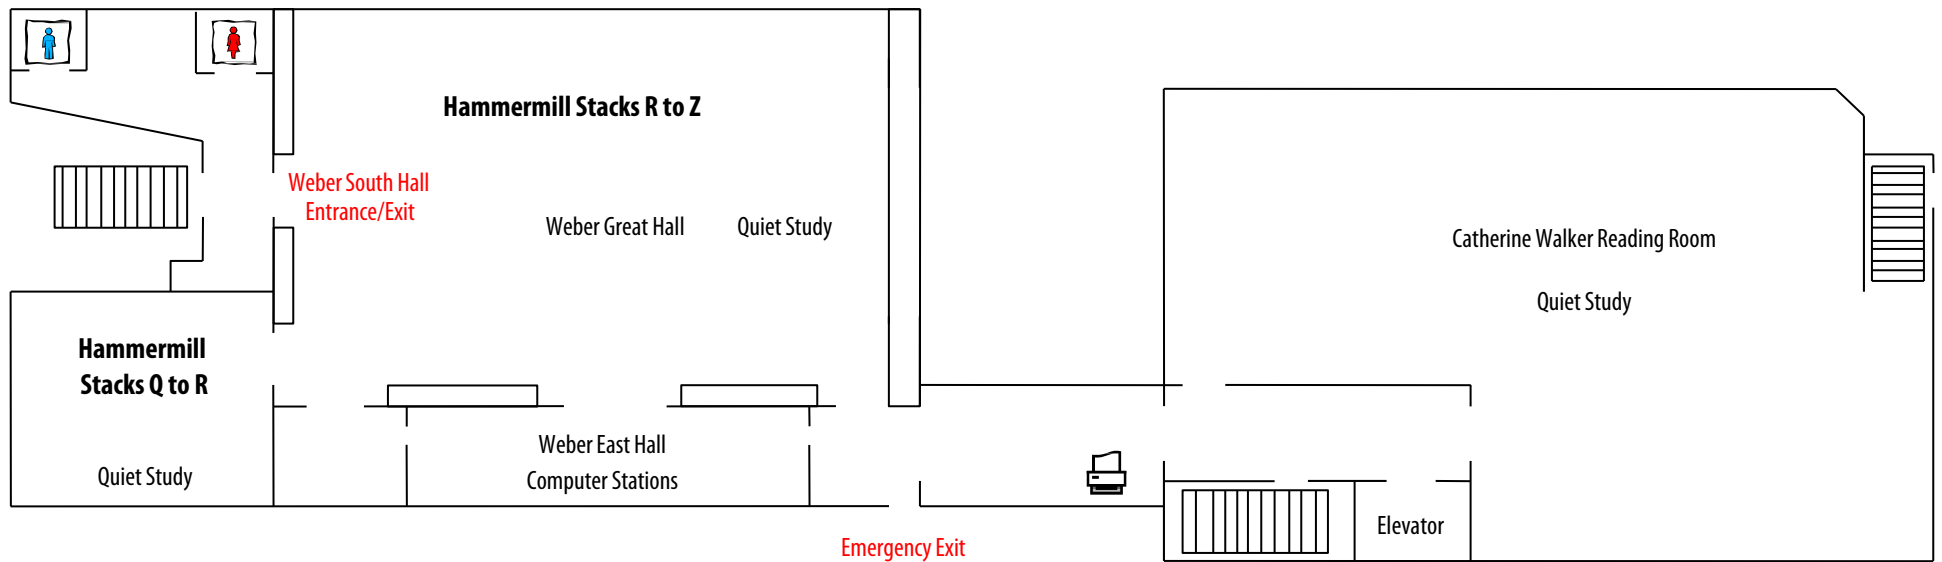 Hammermill Stacks R to Z
Weber South Hall
Entrance/Exit
Weber Great Hall
Quiet Study
Catherine Walker Reading Room
Quiet Study
Hammermill
Stacks Q to R
Quiet Study
Weber East Hall
Computer Stations
Elevator
Emergency Exit